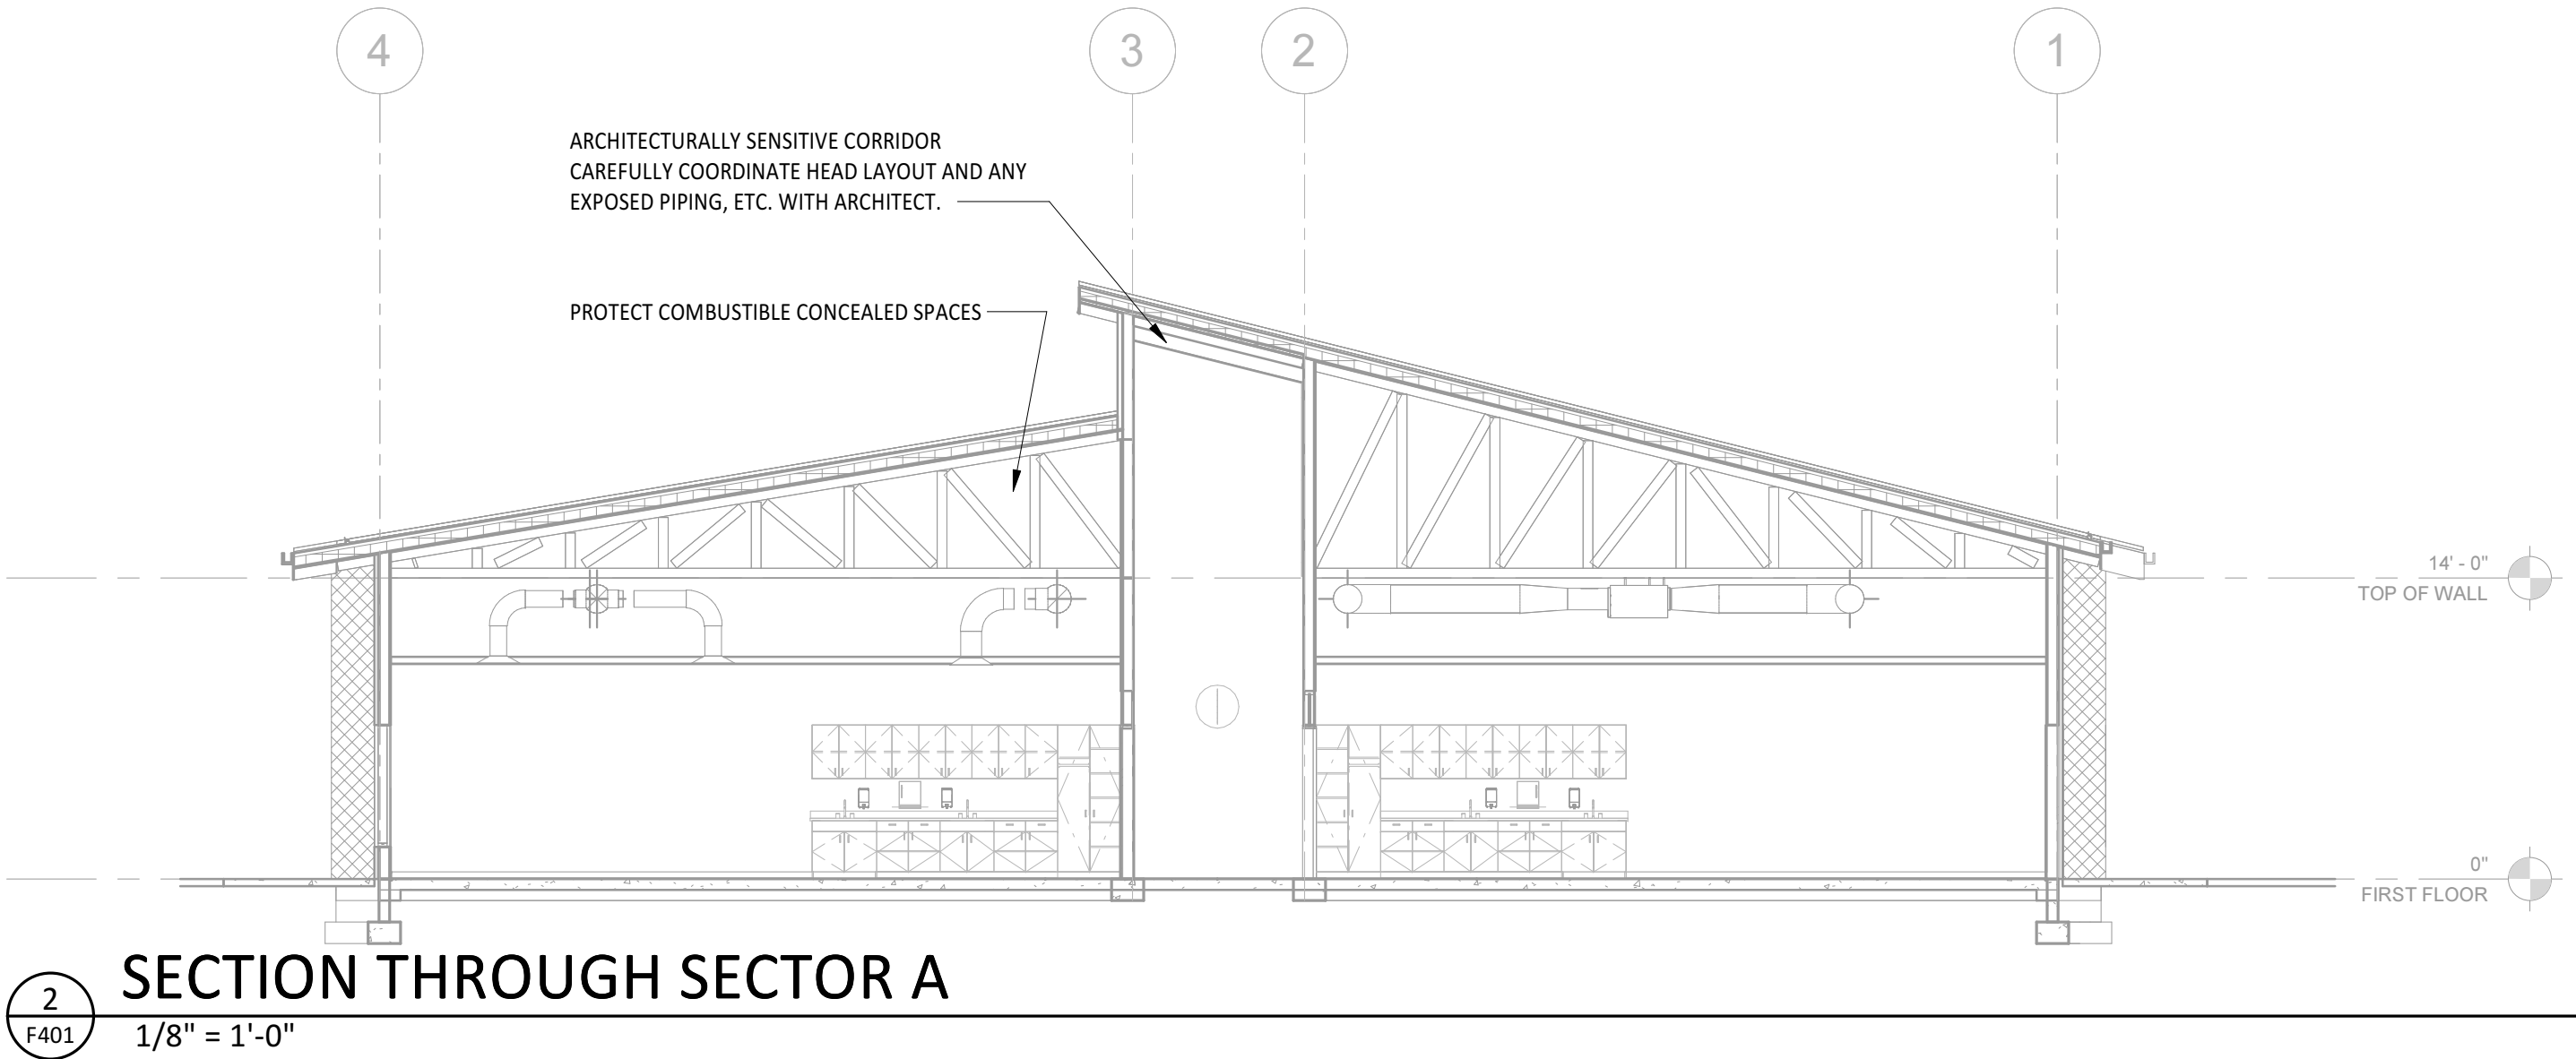 4
3
2
1
ARCHITECTURALLY SENSITIVE CORRIDOR
CAREFULLY COORDINATE HEAD LAYOUT AND ANY
EXPOSED PIPING, ETC. WITH ARCHITECT.
PROTECT COMBUSTIBLE CONCEALED SPACES
14' - 0"
TOP OF WALL
0"
FIRST FLOOR
2
F401
SECTION THROUGH SECTOR A
1/8" = 1'-0"